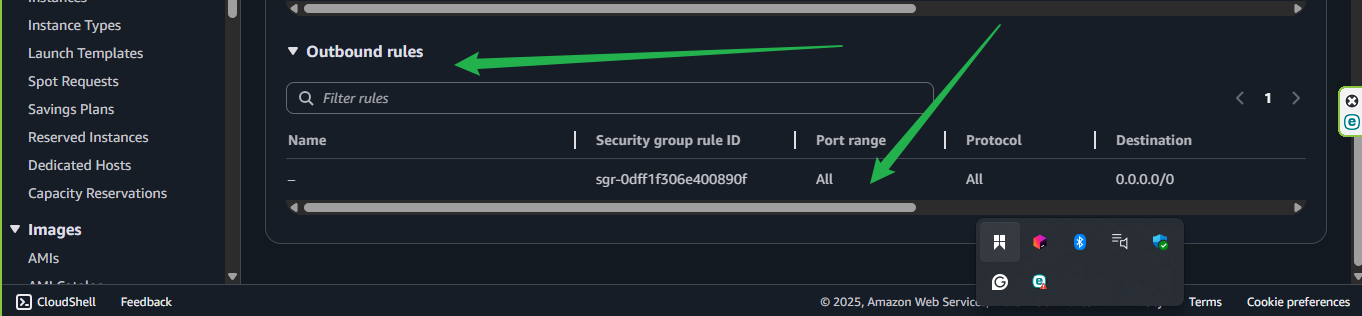 Instances
Instance Types
Launch Templates
Spot Requests
Savings Plans
Reserved Instances
Dedicated Hosts
Capacity Reservations
Images
AMIs
AMI Catalog
Outbound rules
Filter rules
1
Name Security group rule ID Port range Protocol Destination
– sgr-0dff1f306e400890f All All 0.0.0.0/0
CloudShell Feedback © 2025, Amazon Web Services, Terms Cookie preferences